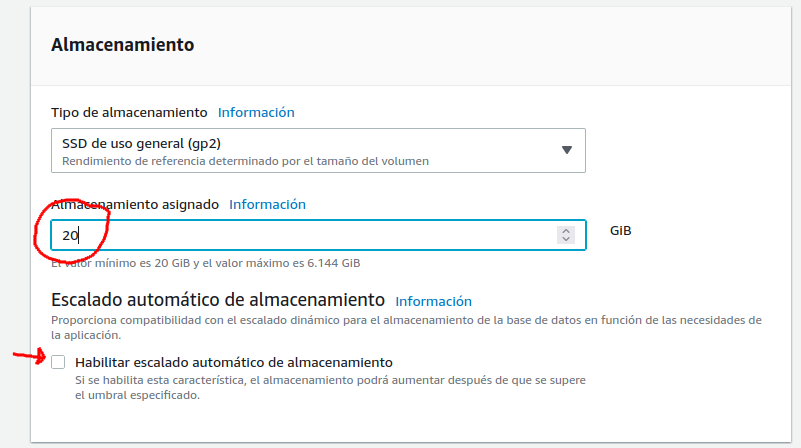 Almacenamiento
Tipo de almacenamiento Información
SSD de uso general (gp2)
Rendimiento de referencia determinado por el tamaño del volumen
Almacenamiento asignado Información
20 GiB
El valor mínimo es 20 GiB y el valor máximo es 6.144 GiB
Escalado automático de almacenamiento Información
Proporciona compatibilidad con el escalado dinámico para el almacenamiento de la base de datos en función de las necesidades de
la aplicación.
Habilitar escalado automático de almacenamiento
Si se habilita esta característica, el almacenamiento podrá aumentar después de que se supere
el umbral especificado.